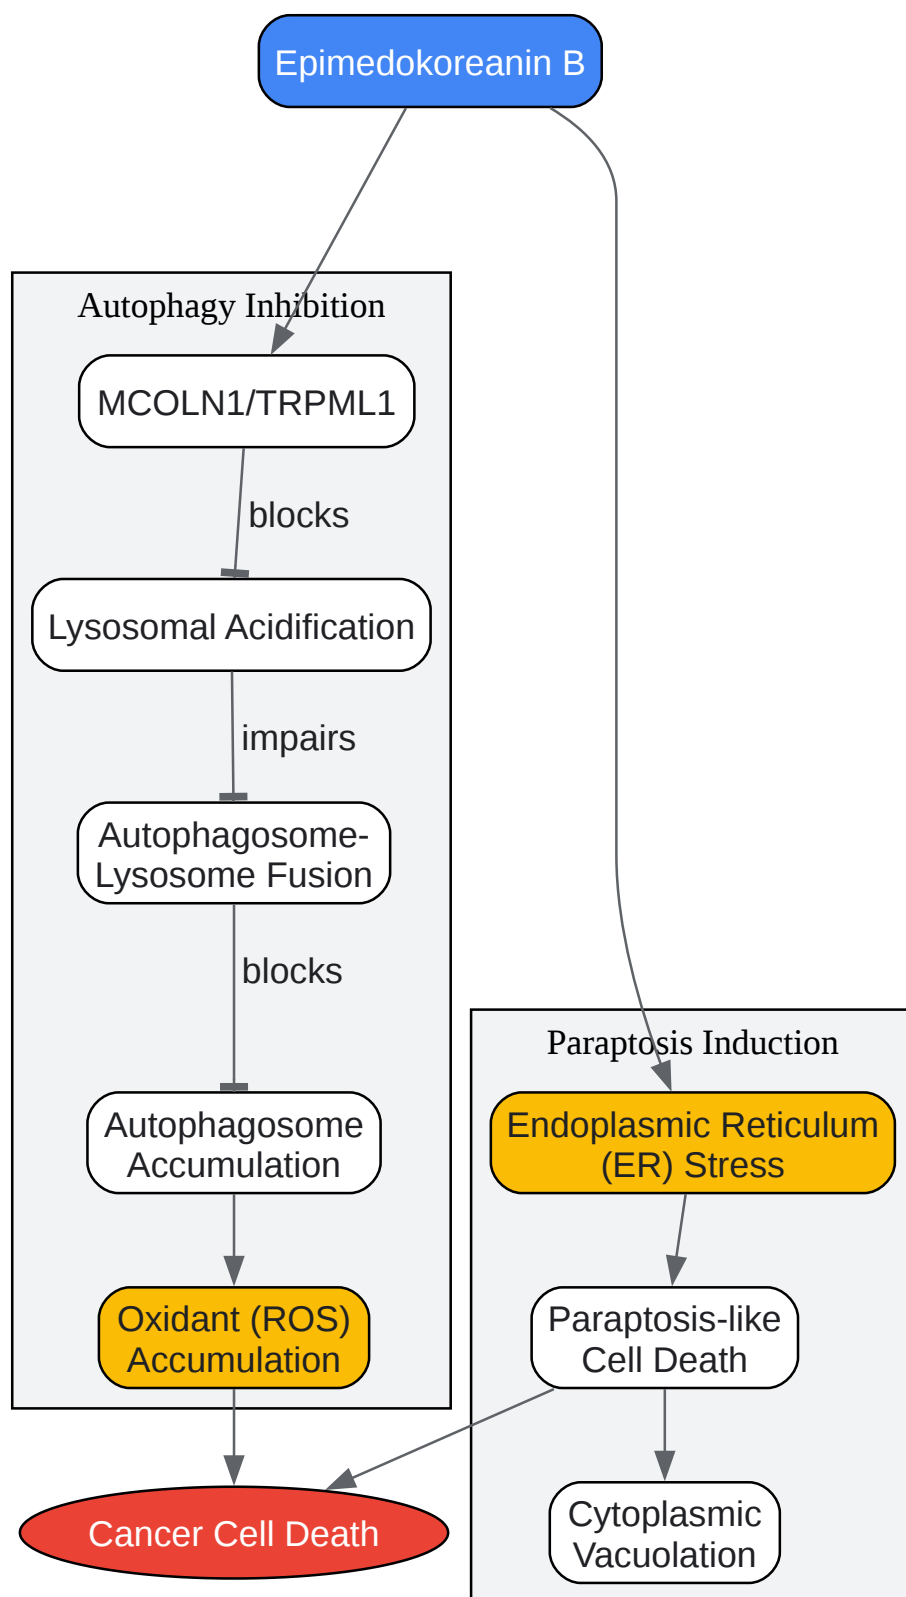 Epimedokoreanin B
Autophagy Inhibition
MCOLN1/TRPML1
blocks
Lysosomal Acidification
impairs
Autophagosome-
Lysosome Fusion
blocks
Autophagosome
Accumulation
Oxidant (ROS)
Accumulation
Cancer Cell Death
Paraptosis Induction
Endoplasmic Reticulum
(ER) Stress
Paraptosis-like
Cell Death
Cytoplasmic
Vacuolation